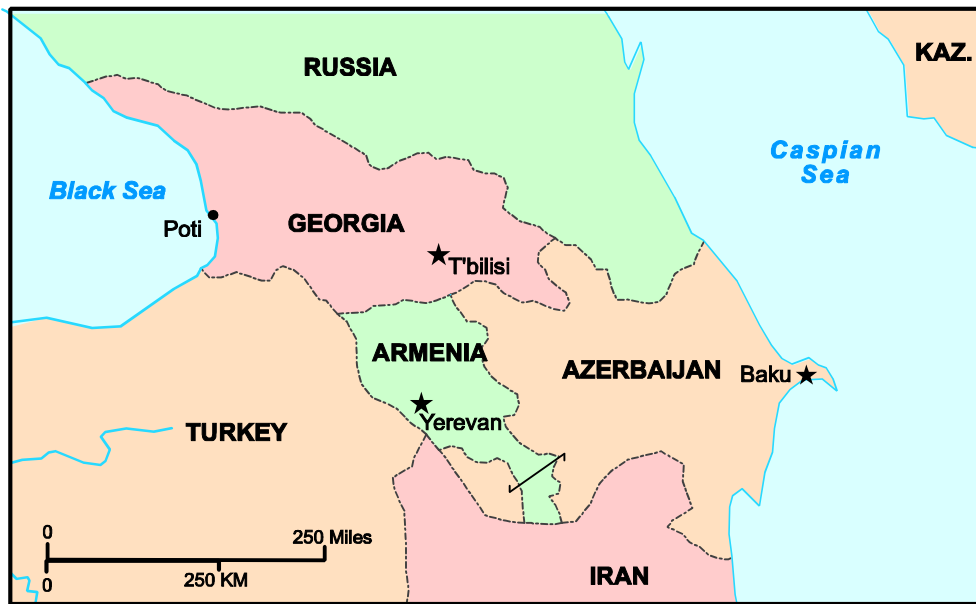 RUSSIA
KAZ.
Caspian
Sea
Black Sea
Poti
GEORGIA
T'bilisi
ARMENIA
AZERBAIJAN
Baku
Yerevan
TURKEY
0
250 Miles
0
250 KM
IRAN